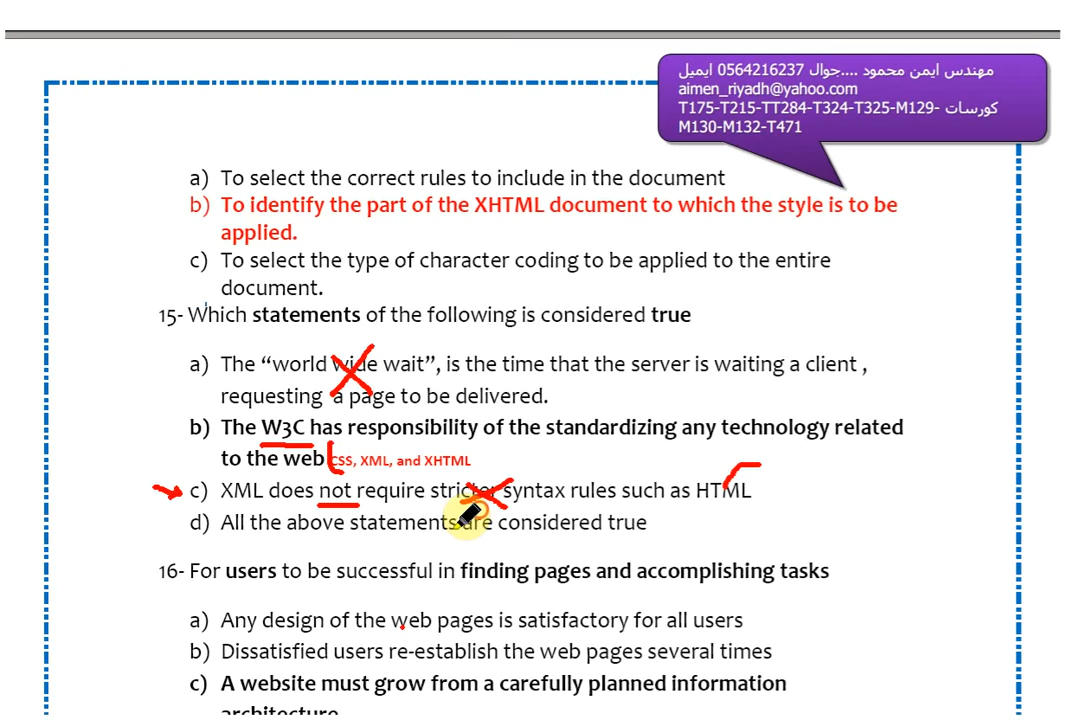 مهندس ايمن محمود ....جوال 0564216237 ايميل
aimen_riyadh@yahoo.com
كورسات T175-T215-TT284-T324-T325-M129-
M130-M132-T471
a) To select the correct rules to include in the document
b) To identify the part of the XHTML document to which the style is to be
applied.
c) To select the type of character coding to be applied to the entire
document.
15- Which statements of the following is considered true
a) The “world wide wait”, is the time that the server is waiting a client ,
requesting a page to be delivered.
b) The W3C has responsibility of the standardizing any technology related
to the web CSS, XML, and XHTML
c) XML does not require stricter syntax rules such as HTML
d) All the above statements are considered true
16- For users to be successful in finding pages and accomplishing tasks
a) Any design of the web pages is satisfactory for all users
b) Dissatisfied users re-establish the web pages several times
c) A website must grow from a carefully planned information
architecture